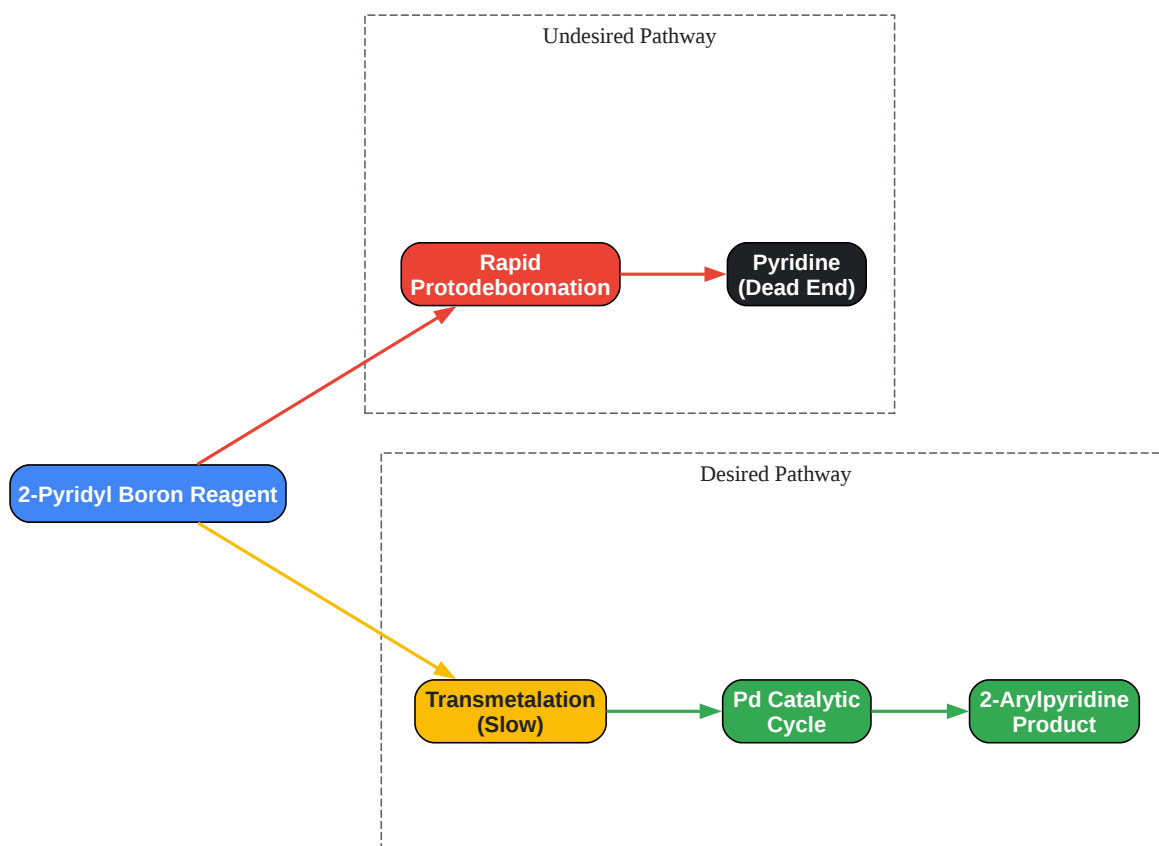 Undesired Pathway
Rapid
Protodeboronation
Pyridine
(Dead End)
2-Pyridyl Boron Reagent
Desired Pathway
Transmetalation
(Slow)
Pd Catalytic
Cycle
2-Arylpyridine
Product